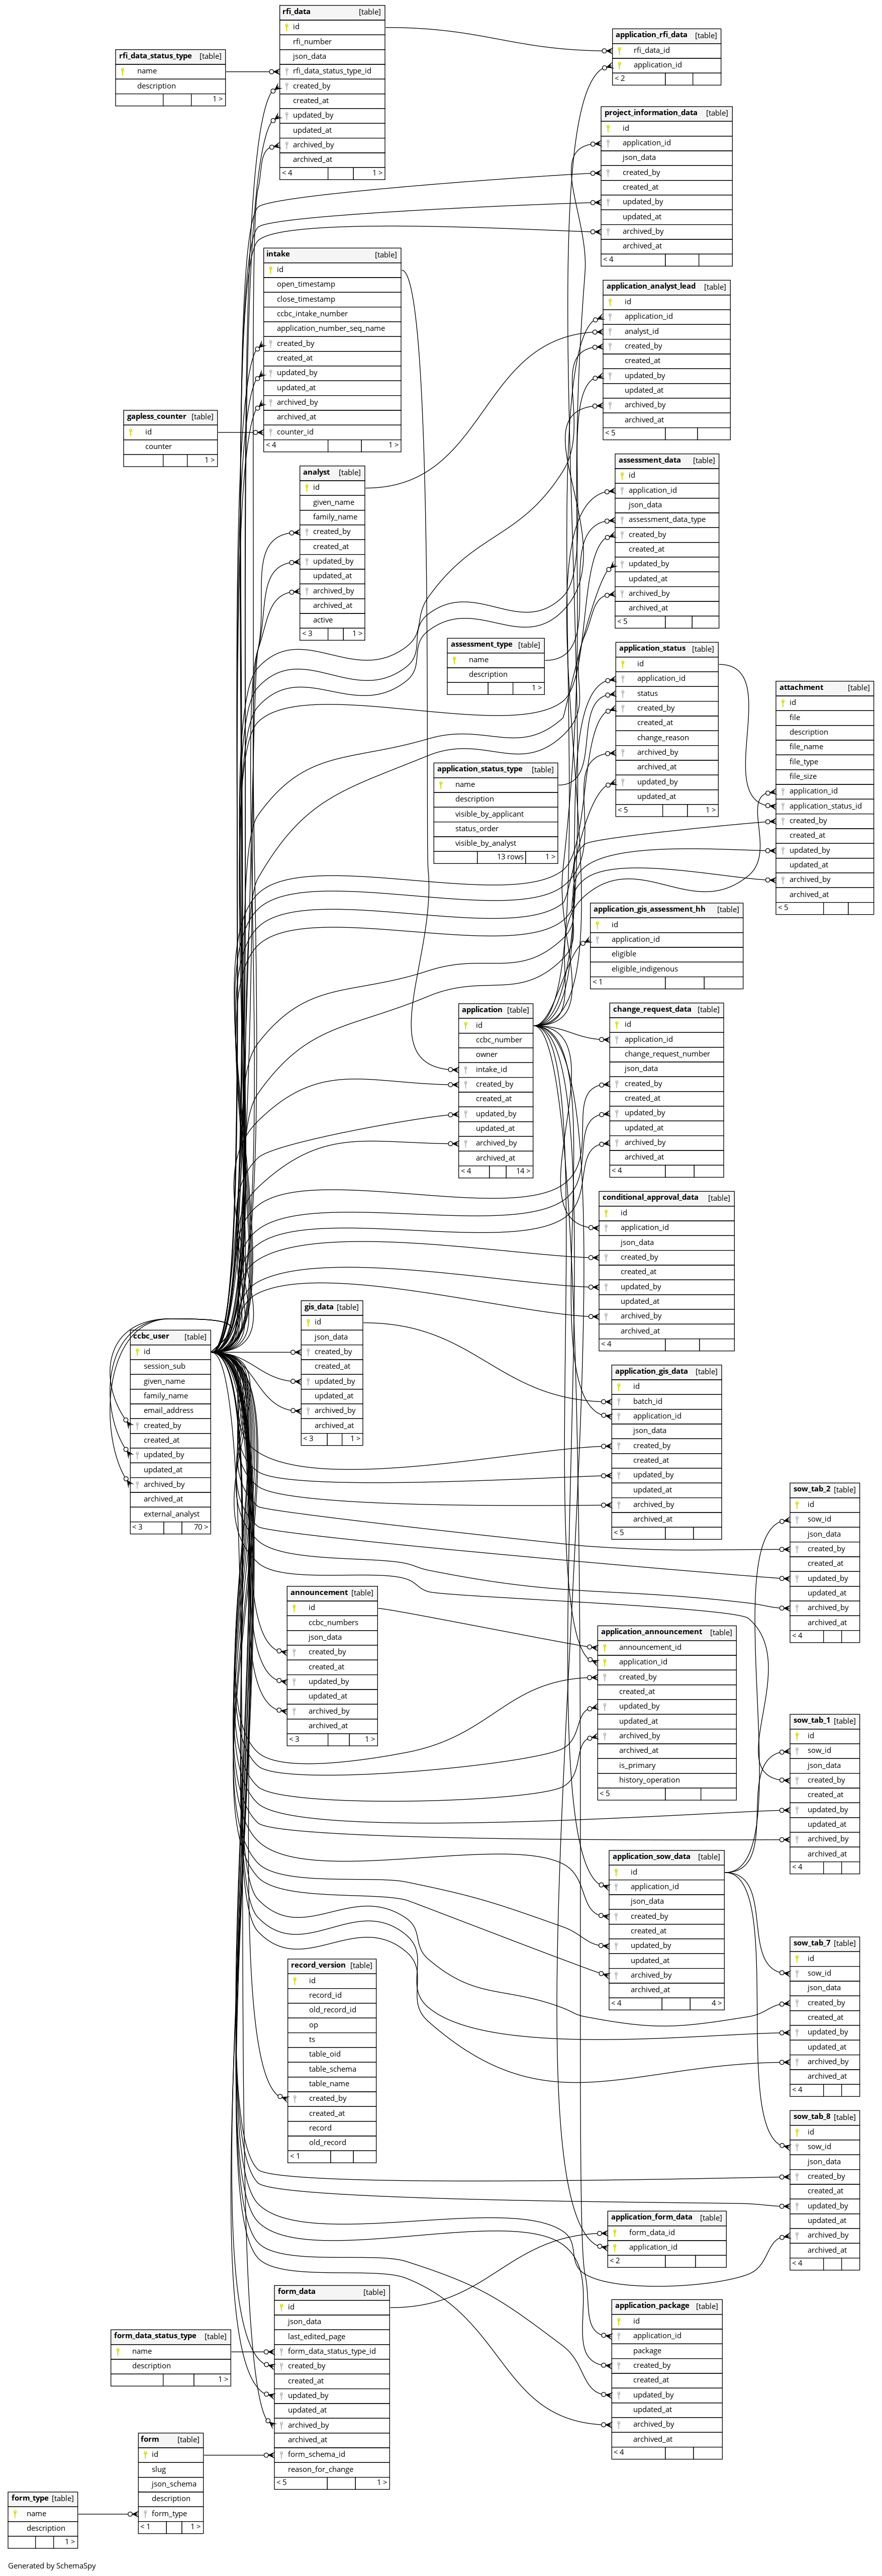 rfi_data [table]
id
rfi_number
json_data
rfi_data_status_type_id
created_by
created_at
updated_by
updated_at
archived_by
archived_at
< 4 1 >
application_rfi_data [table]
rfi_data_id
application_id
< 2
rfi_data_status_type [table]
name
description
1 >
project_information_data [table]
id
application_id
json_data
created_by
created_at
updated_by
updated_at
archived_by
archived_at
< 4
intake [table]
id
open_timestamp
close_timestamp
ccbc_intake_number
application_number_seq_name
created_by
created_at
updated_by
updated_at
archived_by
archived_at
counter_id
< 4 1 >
application_analyst_lead [table]
id
application_id
analyst_id
created_by
created_at
updated_by
updated_at
archived_by
archived_at
< 5
gapless_counter [table]
id
counter
1 >
analyst [table]
id
given_name
family_name
created_by
created_at
updated_by
updated_at
archived_by
archived_at
active
< 3 1 >
assessment_data [table]
id
application_id
json_data
assessment_data_type
created_by
created_at
updated_by
updated_at
archived_by
archived_at
< 5
assessment_type [table]
name
description
1 >
application_status [table]
id
application_id
status
created_by
created_at
change_reason
archived_by
archived_at
updated_by
updated_at
< 5 1 >
attachment [table]
id
file
description
file_name
file_type
file_size
application_id
application_status_id
created_by
created_at
updated_by
updated_at
archived_by
archived_at
< 5
application_status_type [table]
name
description
visible_by_applicant
status_order
visible_by_analyst
13 rows 1 >
application_gis_assessment_hh [table]
id
application_id
eligible
eligible_indigenous
< 1
application [table]
id
ccbc_number
owner
intake_id
created_by
created_at
updated_by
updated_at
archived_by
archived_at
< 4 14 >
change_request_data [table]
id
application_id
change_request_number
json_data
created_by
created_at
updated_by
updated_at
archived_by
archived_at
< 4
conditional_approval_data [table]
id
application_id
json_data
created_by
created_at
updated_by
updated_at
archived_by
archived_at
< 4
gis_data [table]
id
json_data
created_by
created_at
updated_by
updated_at
archived_by
archived_at
< 3 1 >
ccbc_user [table]
id
session_sub
given_name
family_name
email_address
created_by
created_at
updated_by
updated_at
archived_by
archived_at
external_analyst
< 3 70 >
application_gis_data [table]
id
batch_id
application_id
json_data
created_by
created_at
updated_by
updated_at
archived_by
archived_at
< 5
sow_tab_2 [table]
id
sow_id
json_data
created_by
created_at
updated_by
updated_at
archived_by
archived_at
< 4
announcement [table]
id
ccbc_numbers
json_data
created_by
created_at
updated_by
updated_at
archived_by
archived_at
< 3 1 >
application_announcement [table]
announcement_id
application_id
created_by
created_at
updated_by
updated_at
archived_by
archived_at
is_primary
history_operation
< 5
sow_tab_1 [table]
id
sow_id
json_data
created_by
created_at
updated_by
updated_at
archived_by
archived_at
< 4
application_sow_data [table]
id
application_id
json_data
created_by
created_at
updated_by
updated_at
archived_by
archived_at
< 4 4 >
sow_tab_7 [table]
id
sow_id
json_data
created_by
created_at
updated_by
updated_at
archived_by
archived_at
< 4
record_version [table]
id
record_id
old_record_id
op
ts
table_oid
table_schema
table_name
created_by
created_at
record
old_record
< 1
sow_tab_8 [table]
id
sow_id
json_data
created_by
created_at
updated_by
updated_at
archived_by
archived_at
< 4
application_form_data [table]
form_data_id
application_id
< 2
form_data [table]
id
json_data
last_edited_page
form_data_status_type_id
created_by
created_at
updated_by
updated_at
archived_by
archived_at
form_schema_id
reason_for_change
< 5 1 >
application_package [table]
id
application_id
package
created_by
created_at
updated_by
updated_at
archived_by
archived_at
< 4
form_data_status_type [table]
name
description
1 >
form [table]
id
slug
json_schema
description
form_type
< 1 1 >
form_type [table]
name
description
1 >
Generated by SchemaSpy